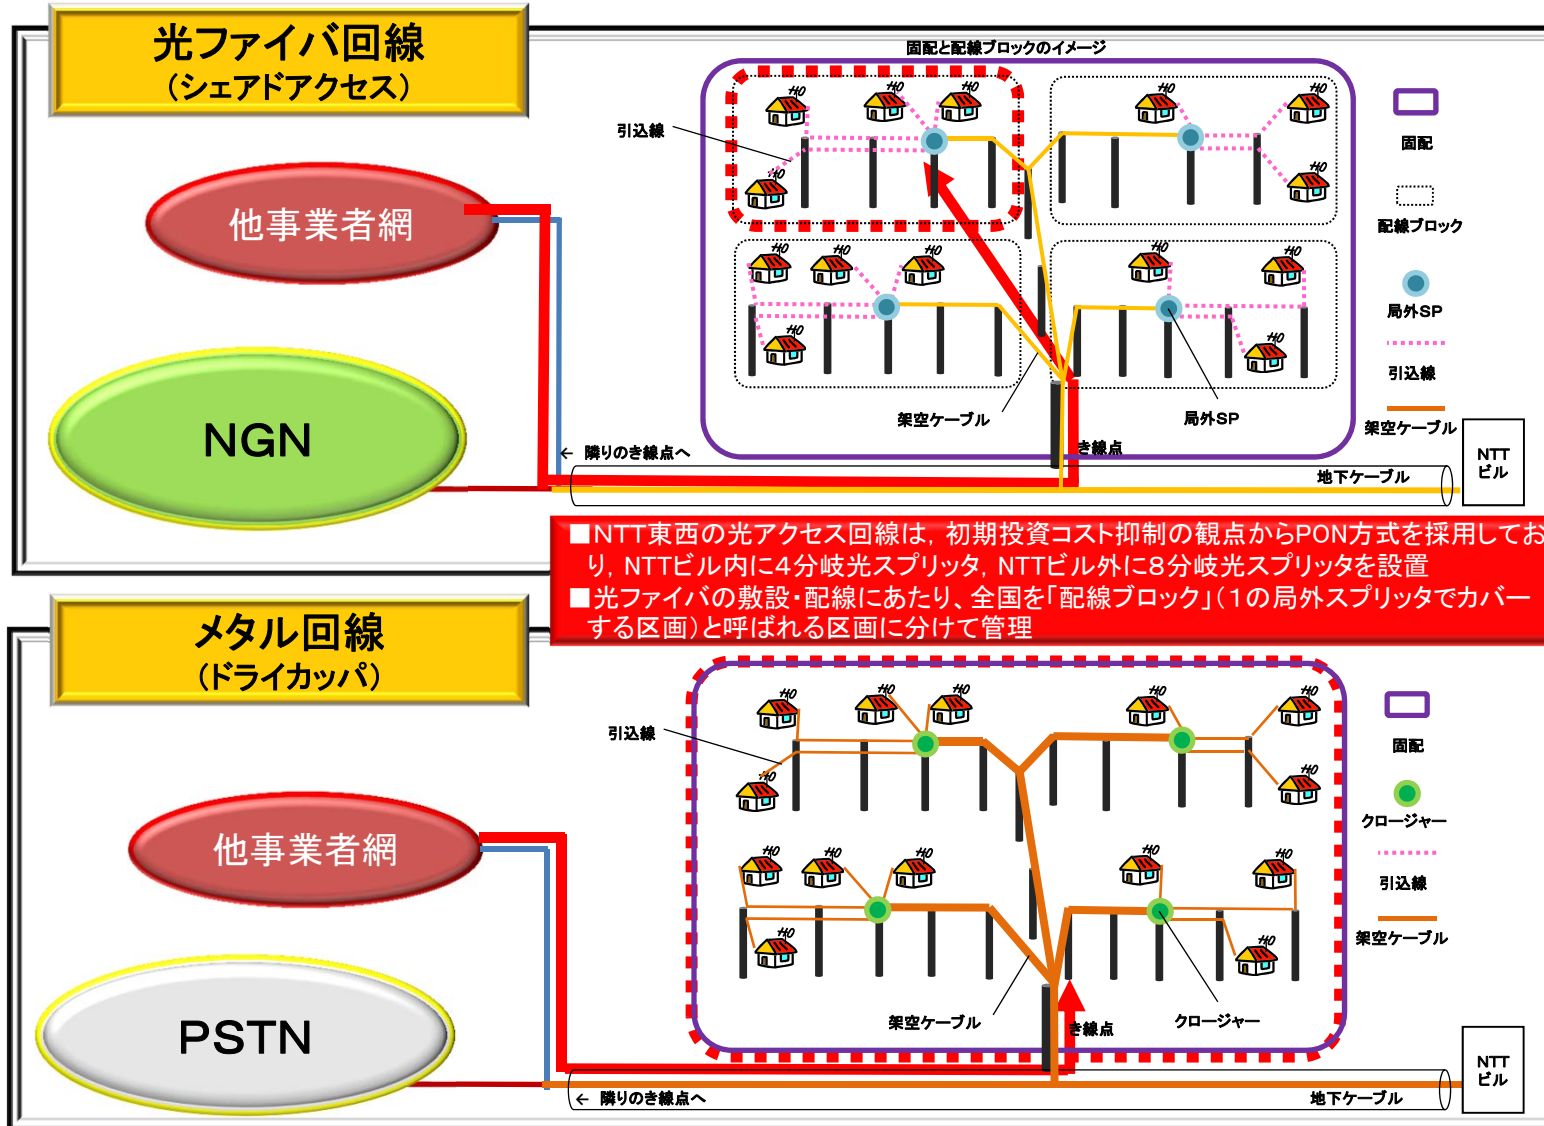 光ファイバ回線
（シェアドアクセス）
固配と配線ブロックのイメージ
引込線
他事業者網
NGN
固配
配線ブロック
局外SP
引込線
架空ケーブル
架空ケーブル
局外SP
き線点
← 隣りのき線点へ
地下ケーブル
NTT
ビル
■NTT東西の光アクセス回線は，初期投資コスト抑制の観点からPON方式を採用してお
り，NTTビル内に4分岐光スプリッタ，NTTビル外に8分岐光スプリッタを設置
■光ファイバの敷設・配線にあたり、全国を「配線ブロック」（1の局外スプリッタでカバー
する区画）と呼ばれる区画に分けて管理
メタル回線
（ドライカッパ）
引込線
他事業者網
PSTN
固配
クロージャー
引込線
架空ケーブル
架空ケーブル
クロージャー
き線点
← 隣りのき線点へ
地下ケーブル
NTT
ビル